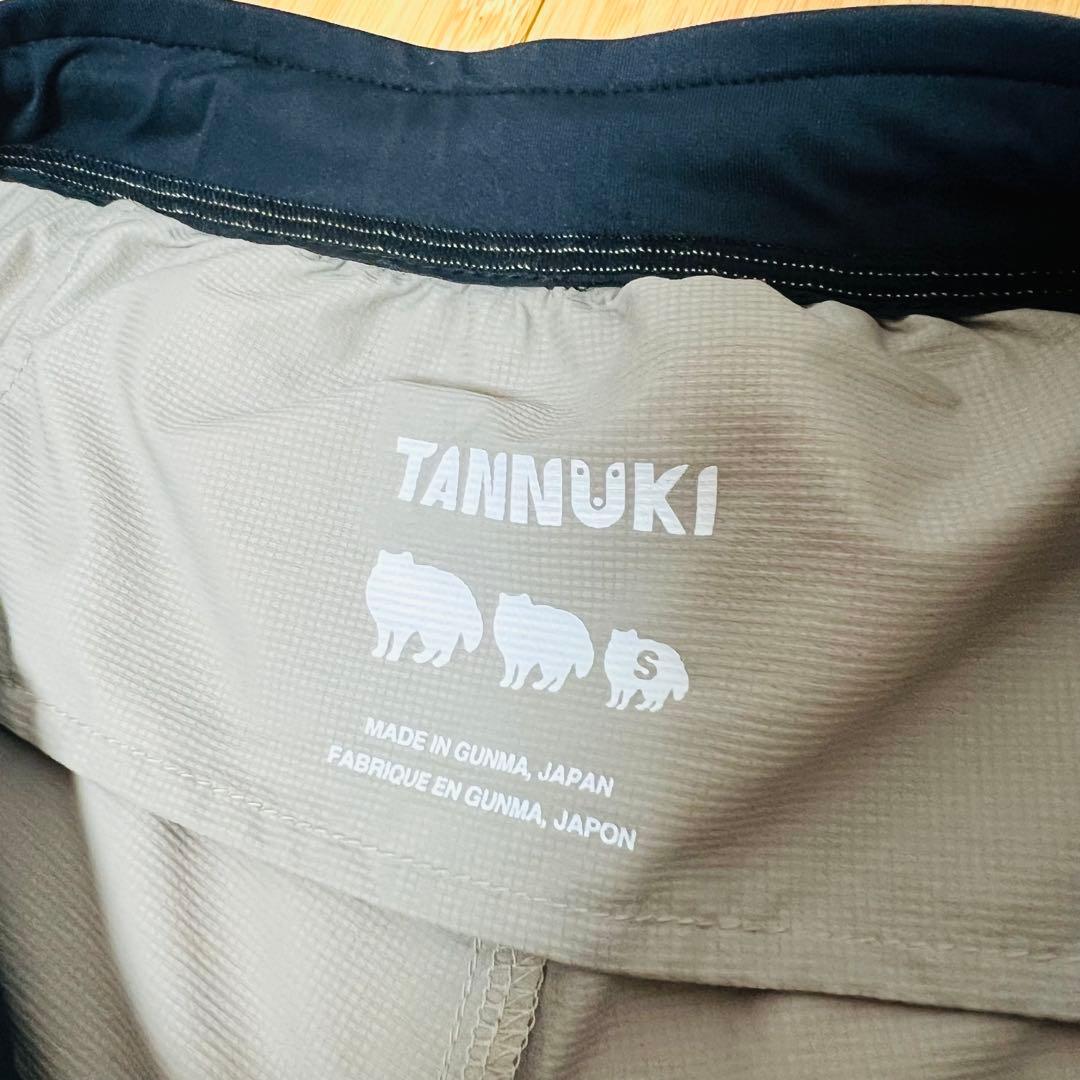 TANNUKI
S
MADE IN GUNMA, JAPAN
FABRIQUE EN GUNMA, JAPON